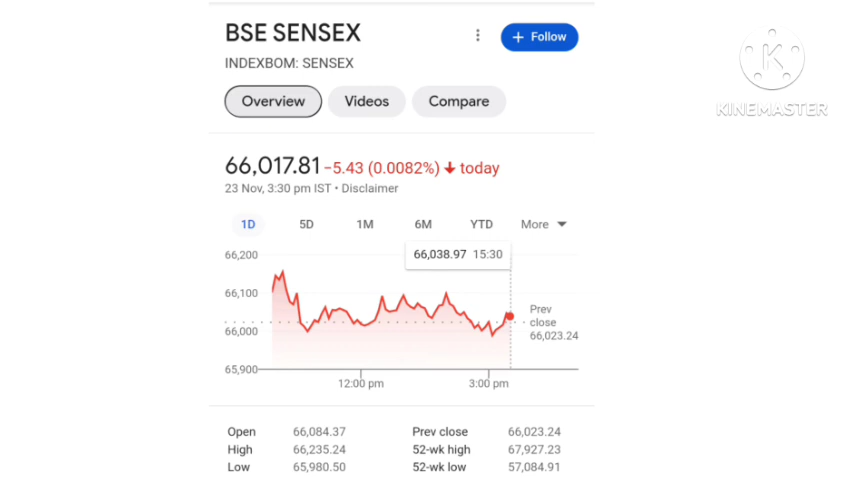 BSE SENSEX
+ Follow
INDEXBOM: SENSEX
Overview
Videos
Compare
66,017.81 −5.43 (0.0082%) ↓ today
23 Nov, 3:30 pm IST • Disclaimer
1D 5D 1M 6M YTD More
66,038.97 15:30
66,200
66,100
66,000
65,900
Prev
close
66,023.24
12:00 pm
3:00 pm
Open 66,084.37 Prev close 66,023.24
High 66,235.24 52-wk high 67,927.23
Low 65,980.50 52-wk low 57,084.91
K
KINEMASTER